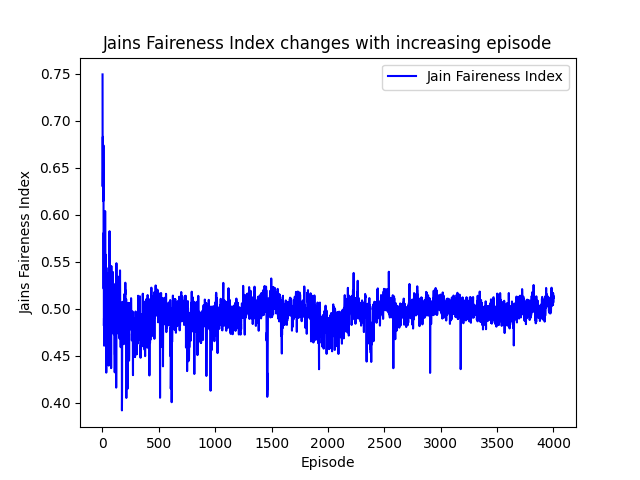 Jains Faireness Index changes with increasing episode
Jain Faireness Index
Jains Faireness Index
0.75
0.70
0.65
0.60
0.55
0.50
0.45
0.40
0 500 1000 1500 2000 2500 3000 3500 4000
Episode